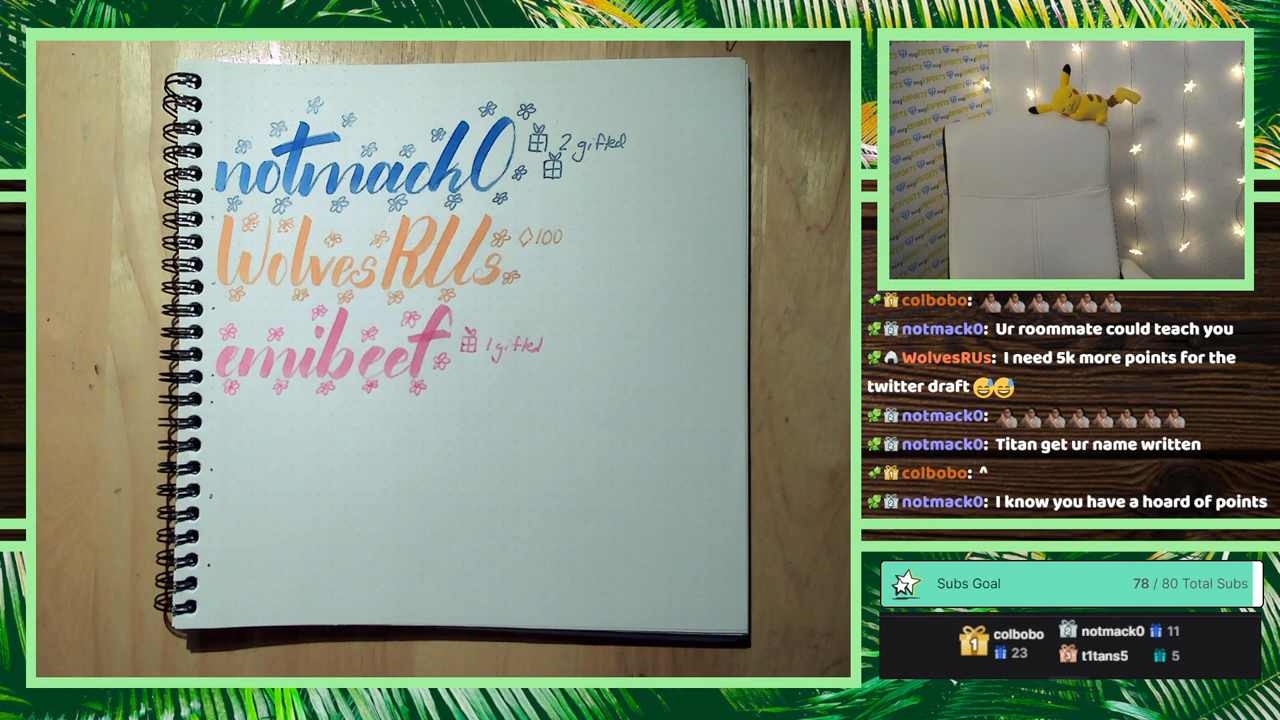 notmack0 2 gifted
WolvesRUs 100
emibeef 1 gifted
colbobo:
notmack0: Ur roommate could teach you
WolvesRUs: I need 5k more points for the
twitter draft 😅😅
notmack0:
notmack0: Titan get ur name written
colbobo: ^
notmack0: I know you have a hoard of points
Subs Goal 78 / 80 Total Subs
1 colbobo 23
2 notmack0 11
3 t1tans5 5